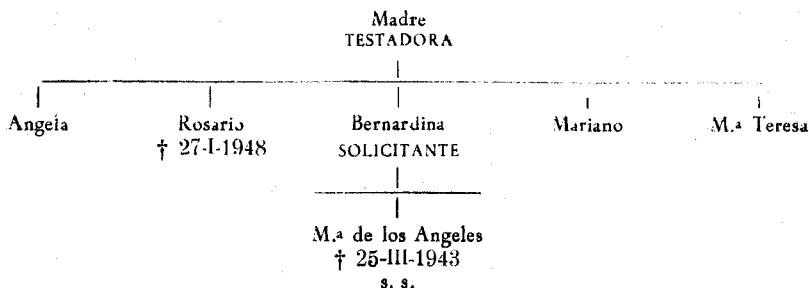 Madre
TESTADORA
Angela Rosario Bernardina Mariano M.ª Teresa
† 27-I-1948 SOLICITANTE
M.ª de los Angeles
† 25-III-1943
s. s.